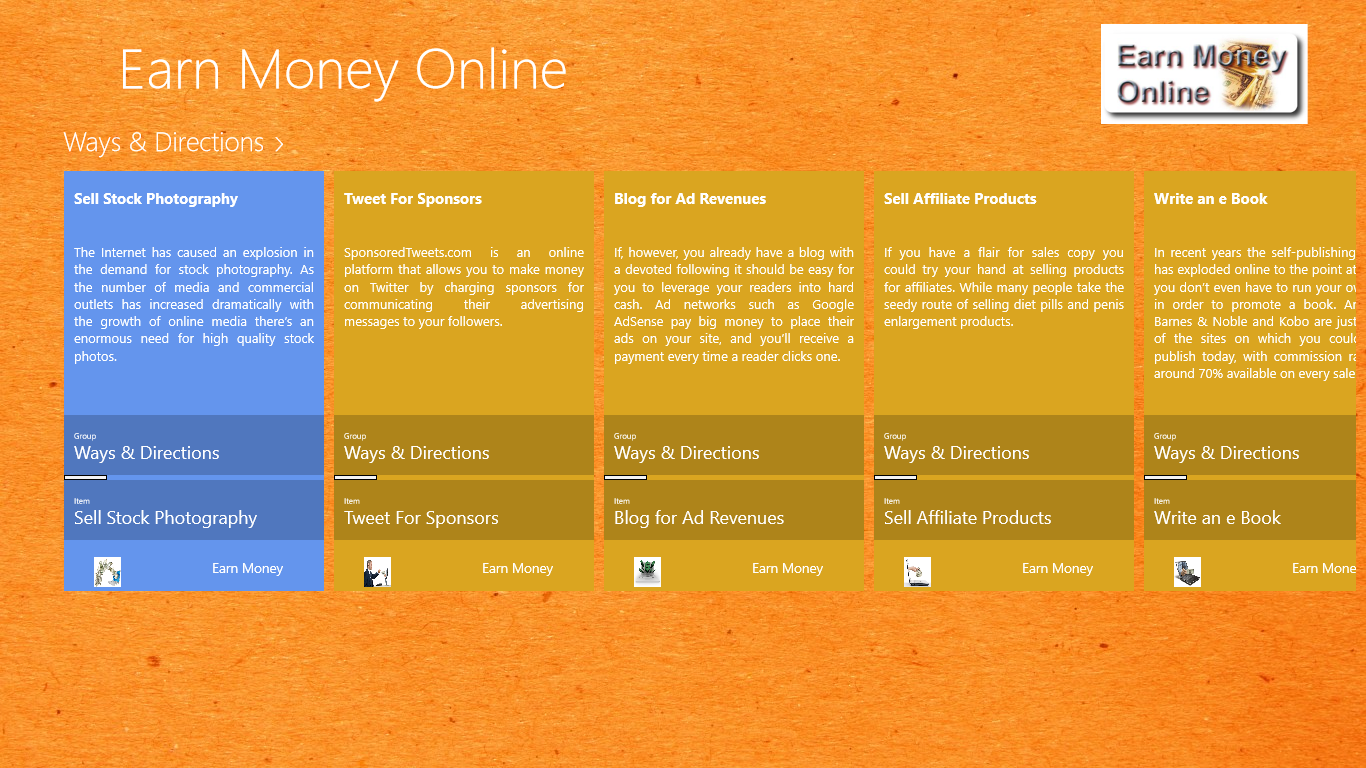 Earn Money Online
Earn Money
Online
Ways & Directions >
Sell Stock Photography
The Internet has caused an explosion in
the demand for stock photography. As
the number of media and commercial
outlets has increased dramatically with
the growth of online media there's an
enormous need for high quality stock
photos.
Group
Ways & Directions
Item
Sell Stock Photography
Earn Money
Tweet For Sponsors
SponsoredTweets.com is an online
platform that allows you to make money
on Twitter by charging sponsors for
communicating their advertising
messages to your followers.
Group
Ways & Directions
Item
Tweet For Sponsors
Earn Money
Blog for Ad Revenues
If, however, you already have a blog with
a devoted following it should be easy for
you to leverage your readers into hard
cash. Ad networks such as Google
AdSense pay big money to place their
ads on your site, and you'll receive a
payment every time a reader clicks one.
Group
Ways & Directions
Item
Blog for Ad Revenues
Earn Money
Sell Affiliate Products
If you have a flair for sales copy you
could try your hand at selling products
for affiliates. While many people take the
seedy route of selling diet pills and penis
enlargement products.
Group
Ways & Directions
Item
Sell Affiliate Products
Earn Money
Write an e Book
In recent years the self-publishing
has exploded online to the point at
you don't even have to run your
in order to promote a book.
Barnes & Noble and Kobo are just
of the sites on which you
publish today, with commission
around 70% available on every sale
Group
Ways & Directions
Item
Write an e Book
Earn